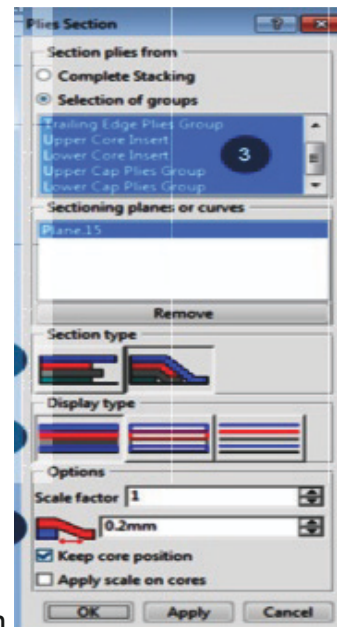 Plies Section
Section plies from
Complete Stacking
Selection of groups
Trailing Edge Plies Group
Upper Core Insert
Lower Core Insert
Upper Cap Plies Group
Lower Cap Plies Group
3
Sectioning planes or curves
Plane.15
Remove
Section type
Display type
Options
Scale factor 1
0.2mm
Keep core position
Apply scale on cores
OK Apply Cancel